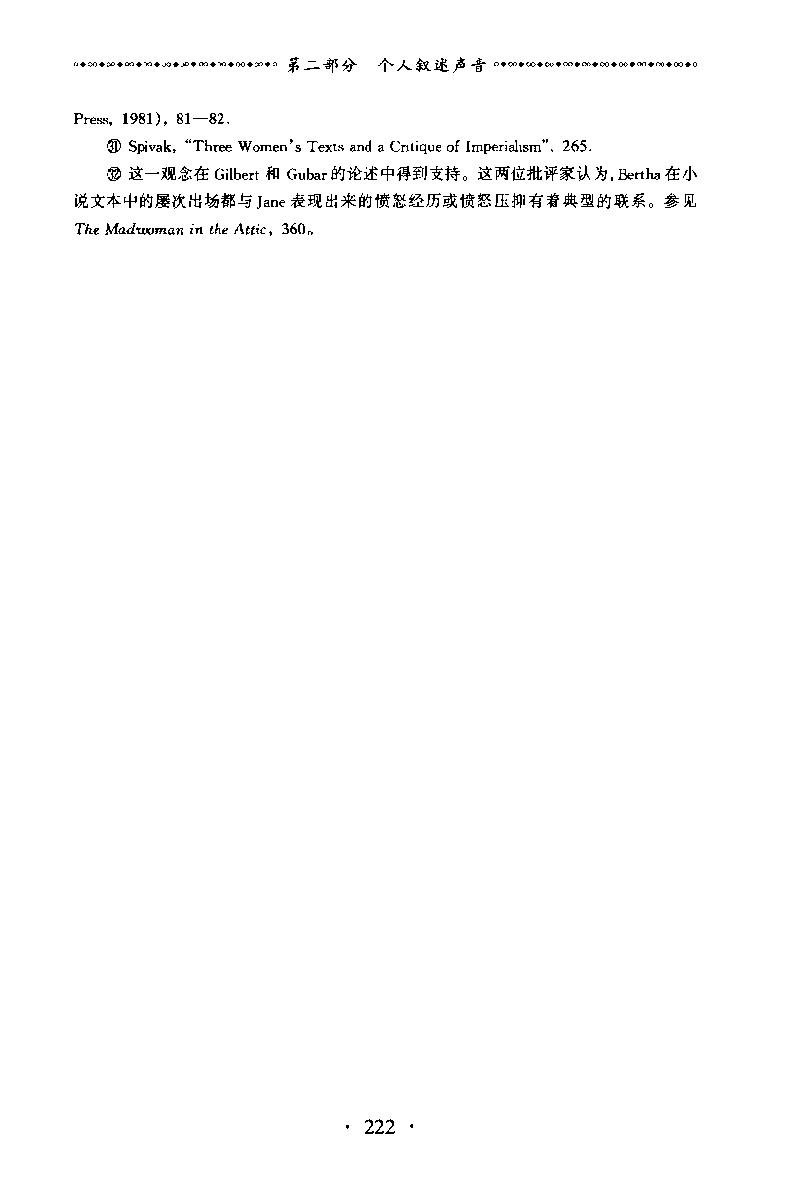 第二部分 个人叙述声音
Press, 1981), 81—82.
㉛ Spivak, “Three Women’s Texts and a Critique of Imperialism”, 265.
㉜ 这一观念在 Gilbert 和 Gubar 的论述中得到支持。这两位批评家认为,Bertha 在小
说文本中的屡次出场都与 Jane 表现出来的愤怒经历或愤怒压抑有着典型的联系。参见
The Madwoman in the Attic, 360。
· 222 ·